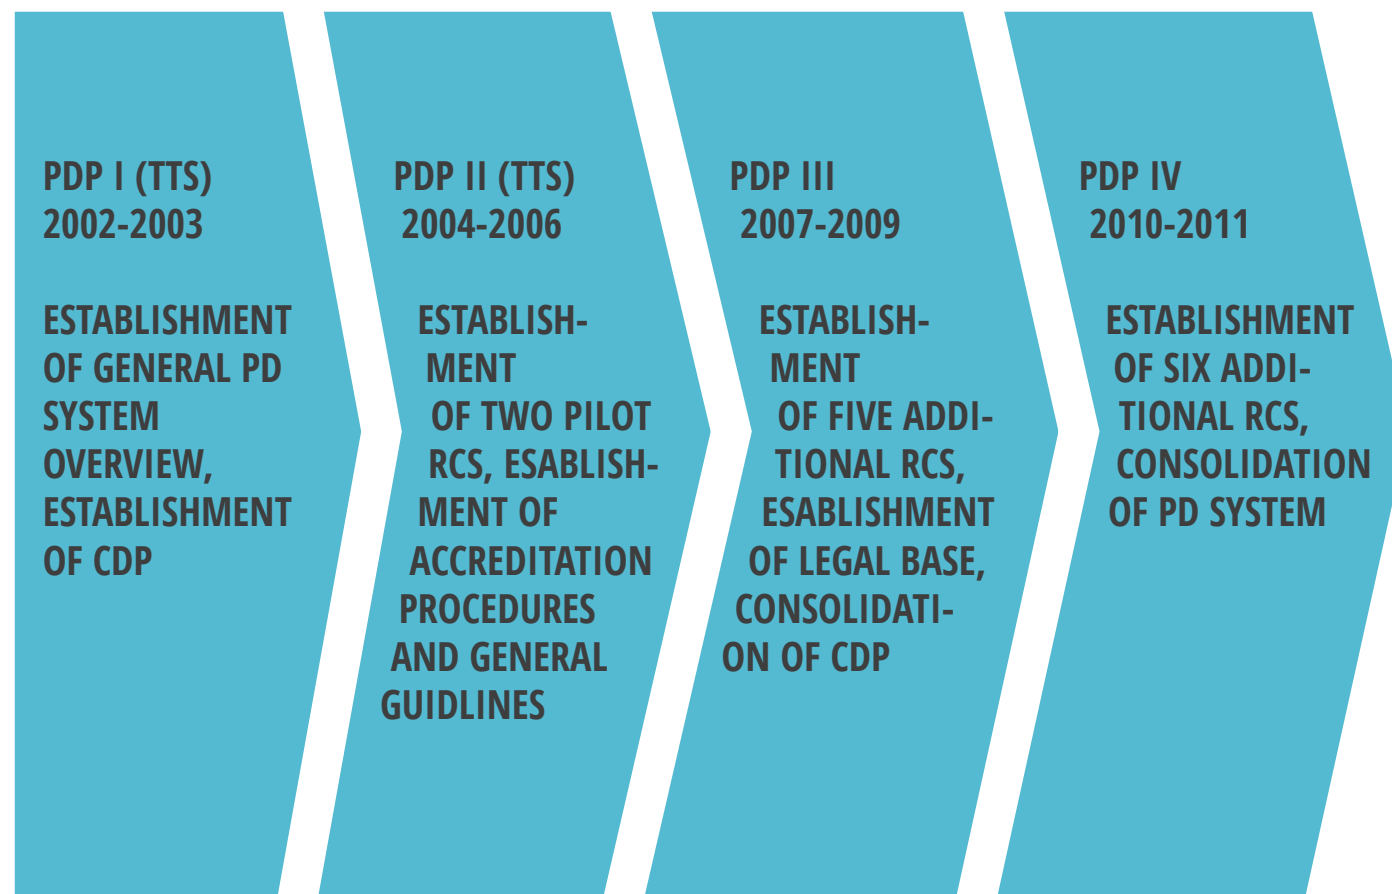 PDP I (TTS)
2002-2003
ESTABLISHMENT
OF GENERAL PD
SYSTEM
OVERVIEW,
ESTABLISHMENT
OF CDP
PDP II (TTS)
2004-2006
ESTABLISH-
MENT
OF TWO PILOT
RCS, ESABLISH-
MENT OF
ACCREDITATION
PROCEDURES
AND GENERAL
GUIDLINES
PDP III
2007-2009
ESTABLISH-
MENT
OF FIVE ADDI-
TIONAL RCS,
ESABLISHMENT
OF LEGAL BASE,
CONSOLIDATI-
ON OF CDP
PDP IV
2010-2011
ESTABLISHMENT
OF SIX ADDI-
TIONAL RCS,
CONSOLIDATION
OF PD SYSTEM